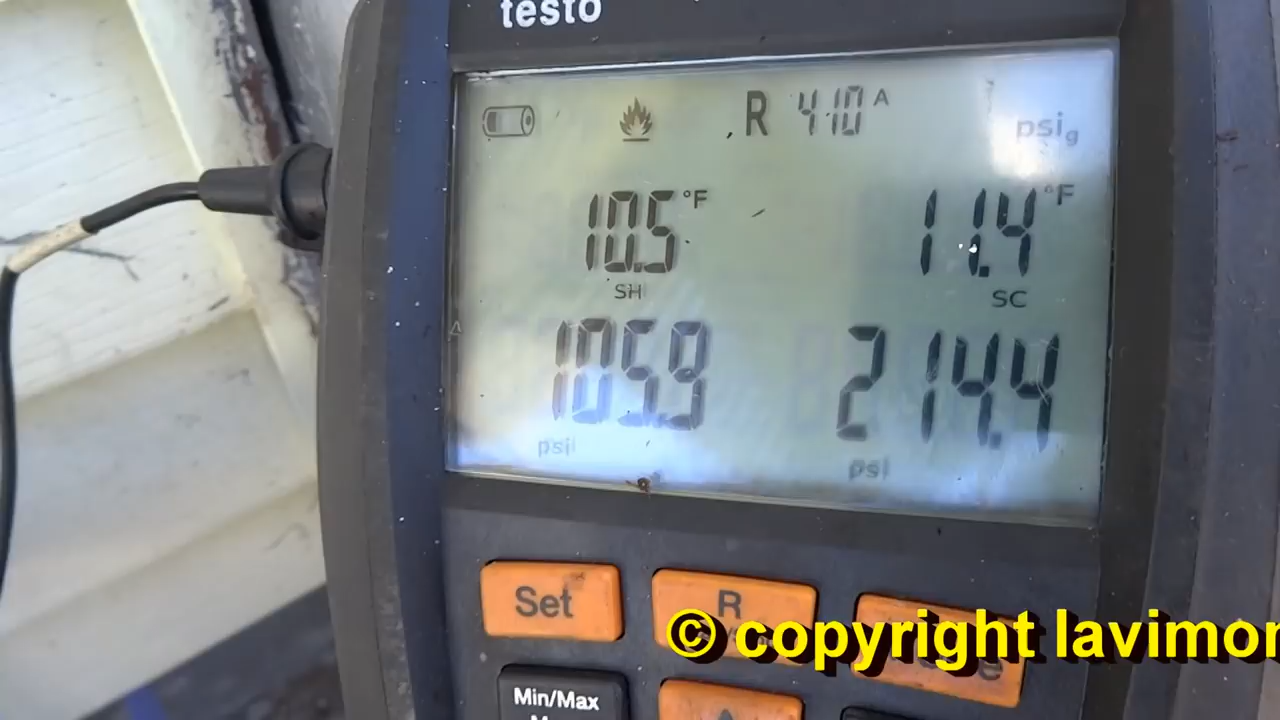 testo
R 410 A
psig
10.5 °F
11.4 °F
SH
SC
105.9
214.4
psi
psi
Set
R
© copyright lavimor
Min/Max